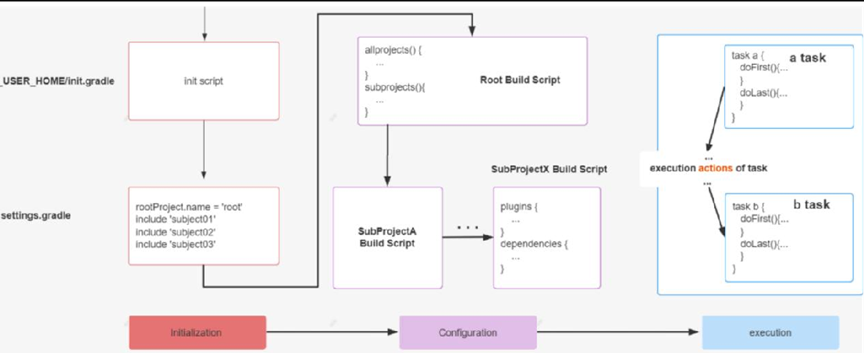 _USER_HOME/init.gradle
init script
settings.gradle
rootProject.name = 'root'
include 'subject01'
include 'subject02'
include 'subject03'
allprojects() {
...
}
subprojects(){
...
}
Root Build Script
SubProjectA
Build Script
...
SubProjectX Build Script
plugins {
...
}
dependencies {
...
}
task a {
doFirst(){...
}
doLast(){...
}
}
a task
...
execution actions of task
...
task b {
doFirst(){...
}
doLast(){...
}
}
b task
Initialization
Configuration
execution